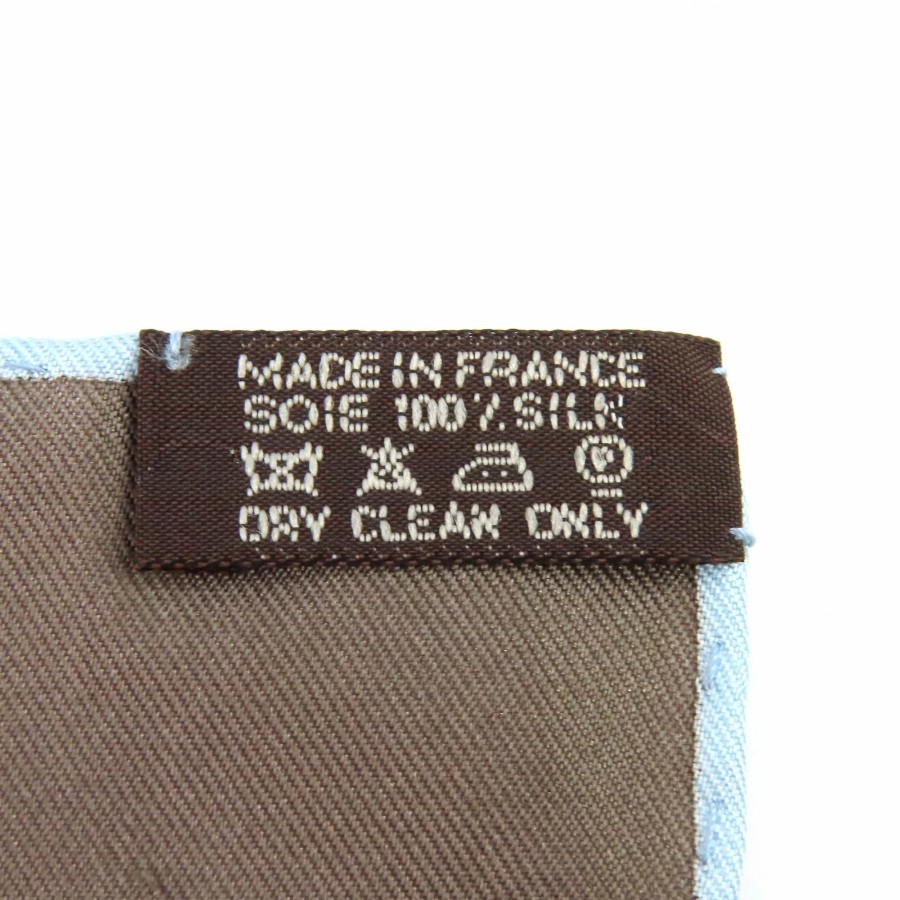 MADE IN FRANCE
SOIE 100% SILK
P
DRY CLEAN ONLY